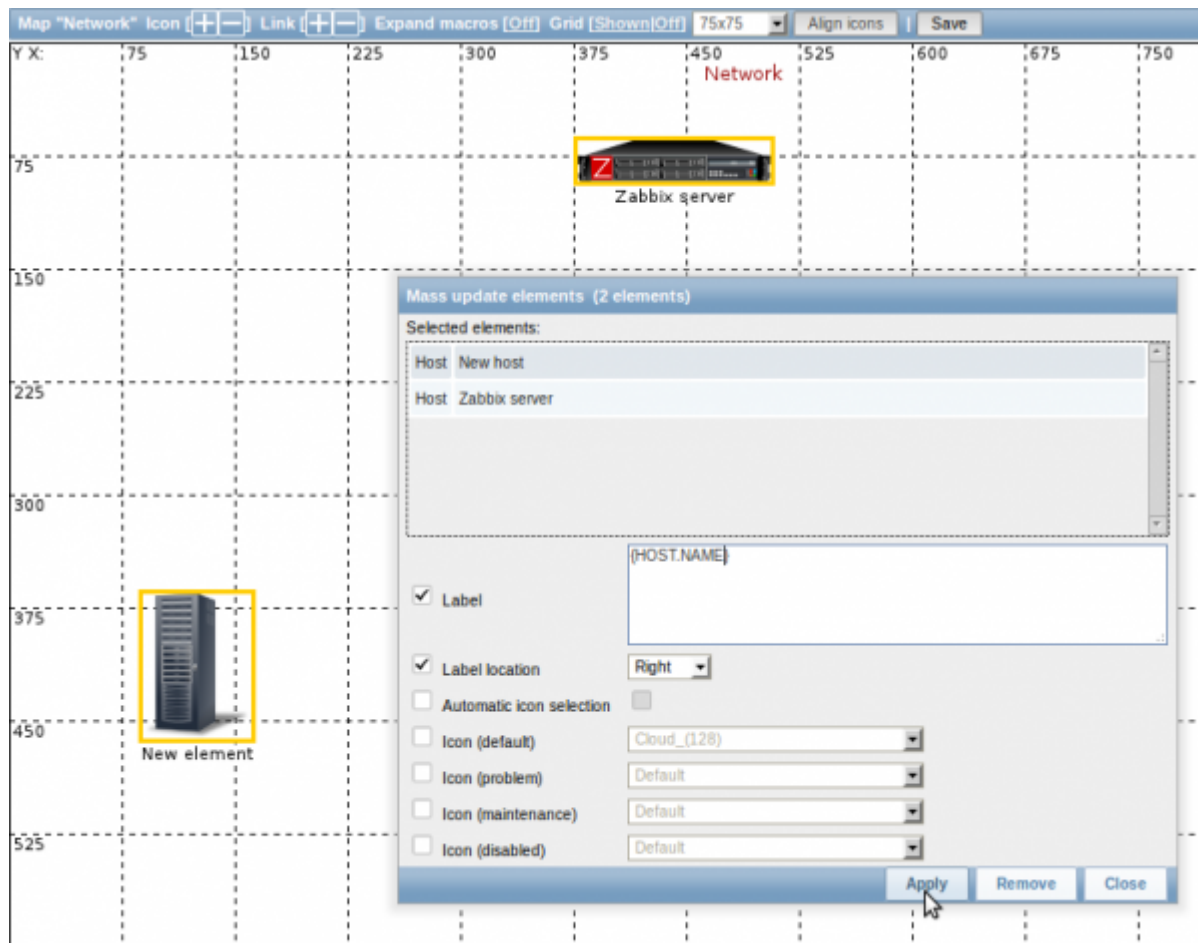 Map "Network" Icon [+ −] Link [+ −] Expand macros [Off] Grid [Shown|Off] 75x75 Align icons | Save
Y X: 75 150 225 300 375 450 525 600 675 750
Network
75
Z
Zabbix server
150
Mass update elements (2 elements)
Selected elements:
Host New host
225
Host Zabbix server
300
{HOST.NAME}
Label
375
Label location Right
Automatic icon selection
450
Icon (default) Cloud_(128)
New element
Icon (problem) Default
Icon (maintenance) Default
525
Icon (disabled) Default
Apply Remove Close